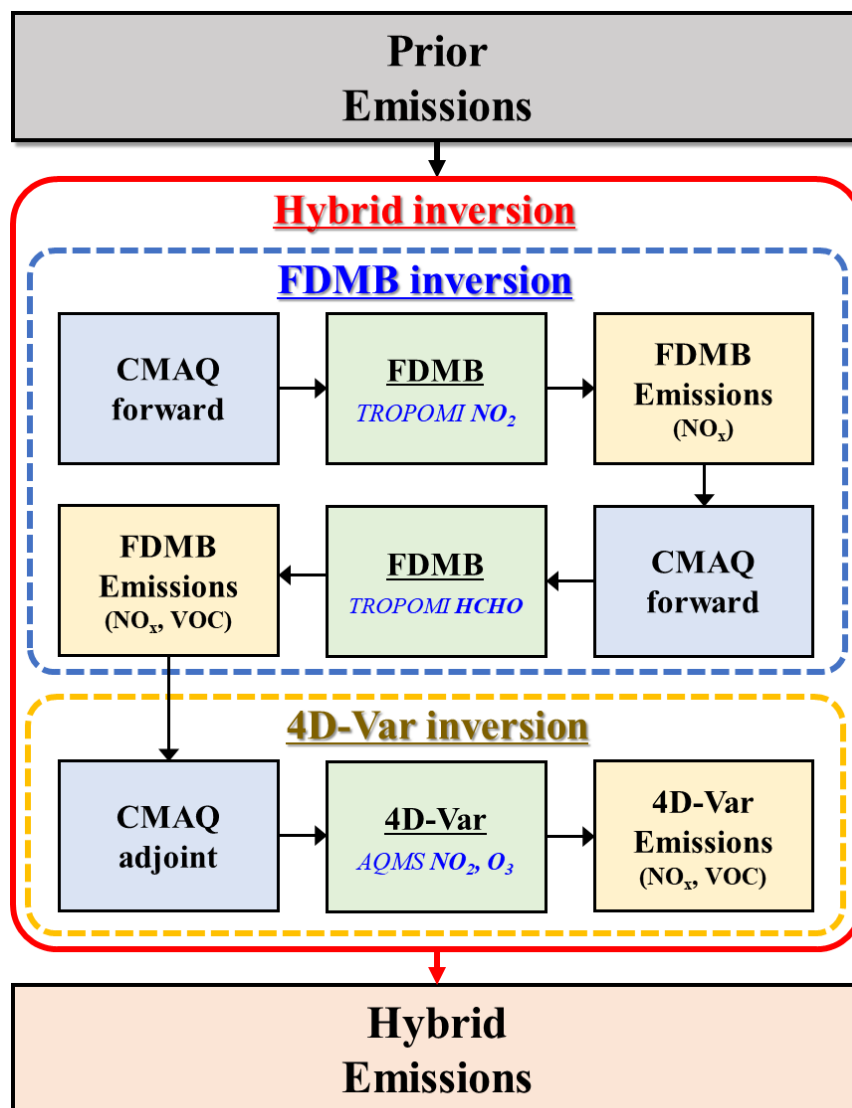 Prior
Emissions
Hybrid inversion
FDMB inversion
CMAQ
forward
FDMB
TROPOMI NO₂
FDMB
Emissions
(NOₓ)
FDMB
Emissions
(NOₓ, VOC)
FDMB
TROPOMI HCHO
CMAQ
forward
4D-Var inversion
CMAQ
adjoint
4D-Var
AQMS NO₂, O₃
4D-Var
Emissions
(NOₓ, VOC)
Hybrid
Emissions